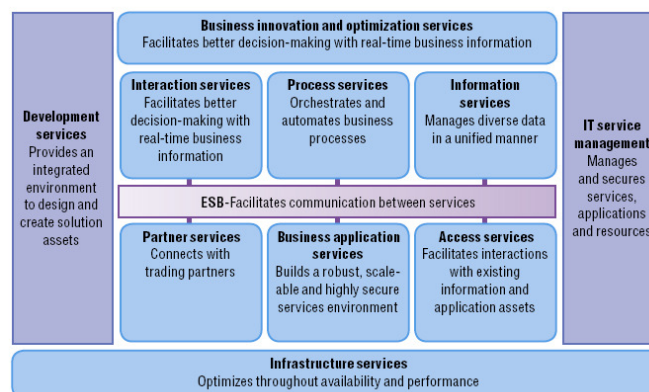 Business innovation and optimization services
Facilitates better decision-making with real-time business information
Development
services
Provides an
integrated
environment
to design and
create solution
assets
Interaction services
Facilitates better
decision-making with
real-time business
information
Process services
Orchestrates and
automates business
processes
Information
services
Manages diverse data
in a unified manner
IT service
management
Manages
and secures
services,
applications
and resources
ESB-Facilitates communication between services
Partner services
Connects with
trading partners
Business application
services
Builds a robust, scale-
able and highly secure
services environment
Access services
Facilitates interactions
with existing
information and
application assets
Infrastructure services
Optimizes throughout availability and performance